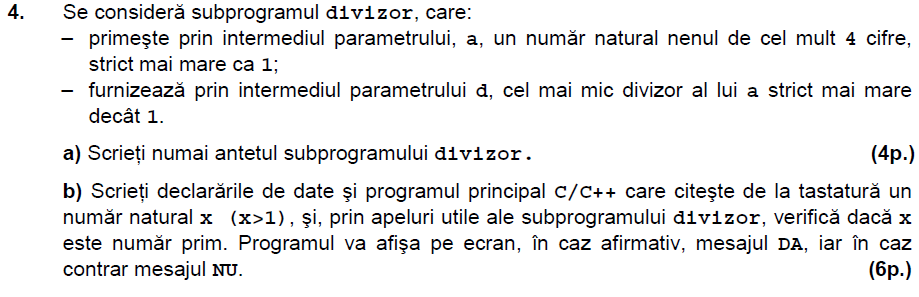 4. Se consideră subprogramul divizor, care:
– primeşte prin intermediul parametrului, a, un număr natural nenul de cel mult 4 cifre,
strict mai mare ca 1;
– furnizează prin intermediul parametrului d, cel mai mic divizor al lui a strict mai mare
decât 1.
a) Scrieţi numai antetul subprogramului divizor. (4p.)
b) Scrieţi declarările de date şi programul principal C/C++ care citeşte de la tastatură un
număr natural x (x>1), şi, prin apeluri utile ale subprogramului divizor, verifică dacă x
este număr prim. Programul va afişa pe ecran, în caz afirmativ, mesajul DA, iar în caz
contrar mesajul NU. (6p.)